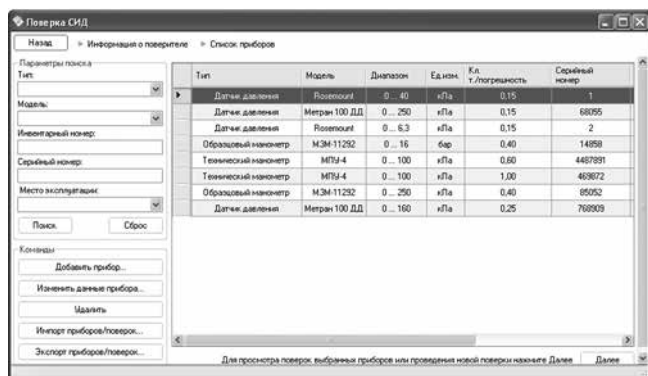 Поверка СИД
Назад » Информация о поверителе » Список приборов
Параметры поиска
Тип:
Модель:
Инвентарный номер:
Серийный номер:
Место эксплуатации:
Поиск Сброс
Команды
Добавить прибор...
Изменить данные прибора...
Удалить
Импорт приборов/поверок...
Экспорт приборов/поверок...
Тип Модель Диапазон Ед.изм. Кл. т./погрешность Серийный номер
Датчик давления Rosemount 0 ... 40 кПа 0,15 1
Датчик давления Метран 100 ДД 0 ... 250 кПа 0,15 68055
Датчик давления Rosemount 0 ... 6,3 кПа 0,15 2
Образцовый манометр МЗМ-11292 0 ... 16 бар 0,40 14858
Технический манометр МПУ-4 0 ... 100 кПа 0,60 4487891
Технический манометр МПУ-4 0 ... 100 кПа 1,00 469872
Образцовый манометр МЗМ-11292 0 ... 250 кПа 0,40 85052
Датчик давления Метран 100 ДД 0 ... 160 кПа 0,25 768909
Для просмотра поверок выбранных приборов или проведения новой поверки нажмите Далее Далее